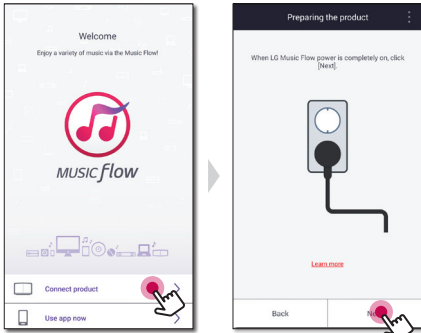 Welcome
Enjoy a variety of music via the Music Flow!
MUSIC flow
Connect product
Use app now
Preparing the product
When LG Music Flow power is completely on, click
[Next].
Learn more
Back